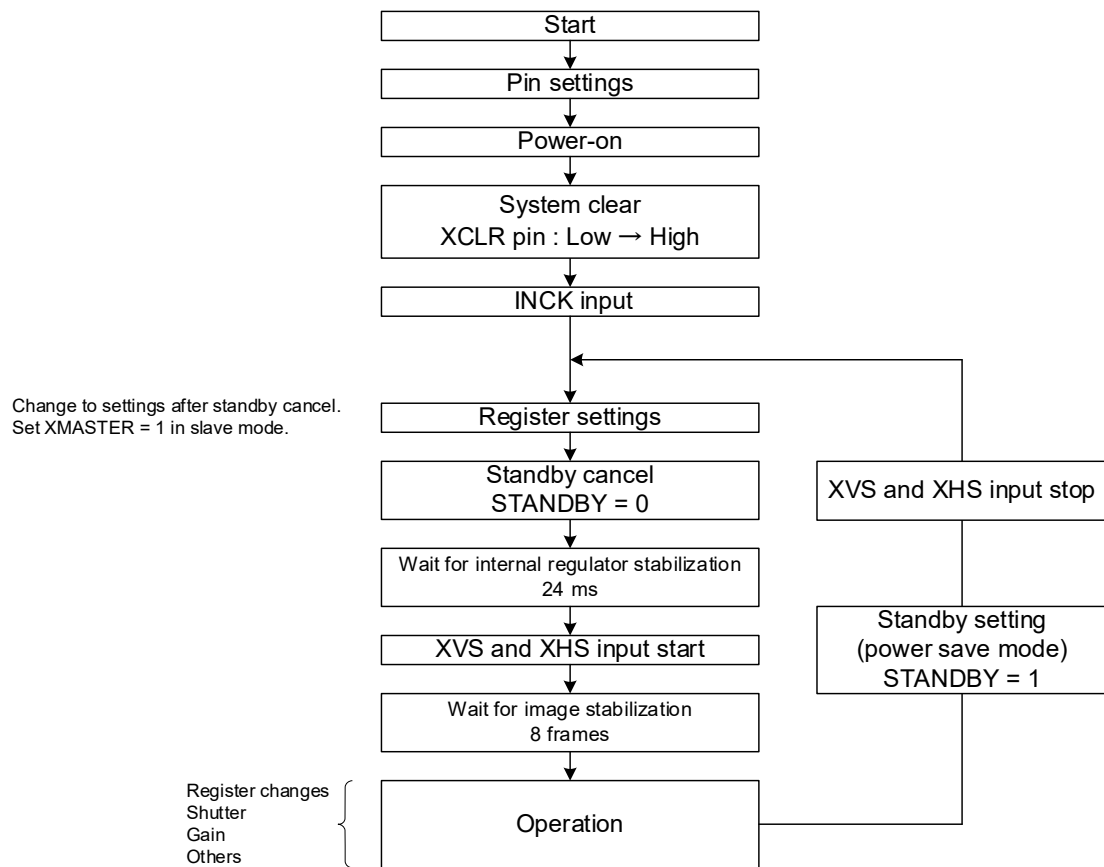 Start
Pin settings
Power-on
System clear
XCLR pin : Low → High
INCK input
Change to settings after standby cancel.
Set XMASTER = 1 in slave mode.
Register settings
Standby cancel
STANDBY = 0
Wait for internal regulator stabilization
24 ms
XVS and XHS input start
Wait for image stabilization
8 frames
Register changes
Shutter
Gain
Others
Operation
Standby setting
(power save mode)
STANDBY = 1
XVS and XHS input stop